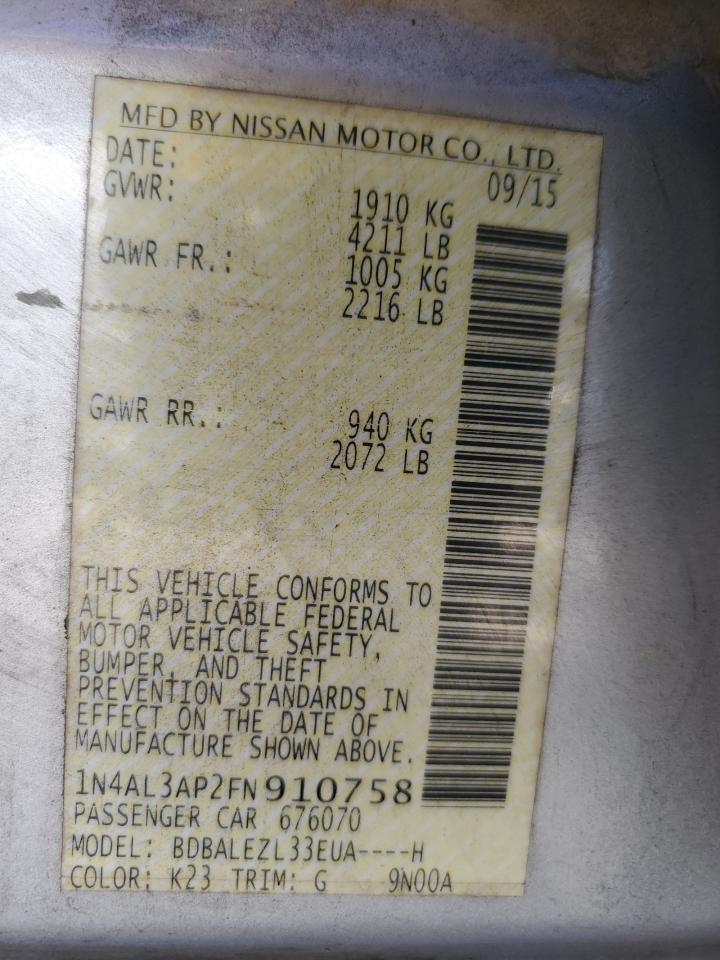 MFD BY NISSAN MOTOR CO., LTD.
DATE: 09/15
GVWR: 1910 KG
4211 LB
GAWR FR.: 1005 KG
2216 LB
GAWR RR.: 940 KG
2072 LB
THIS VEHICLE CONFORMS TO
ALL APPLICABLE FEDERAL
MOTOR VEHICLE SAFETY,
BUMPER, AND THEFT
PREVENTION STANDARDS IN
EFFECT ON THE DATE OF
MANUFACTURE SHOWN ABOVE.
1N4AL3AP2FN910758
PASSENGER CAR 676070
MODEL: BDBALEZL33EUA----H
COLOR: K23 TRIM: G 9N00A